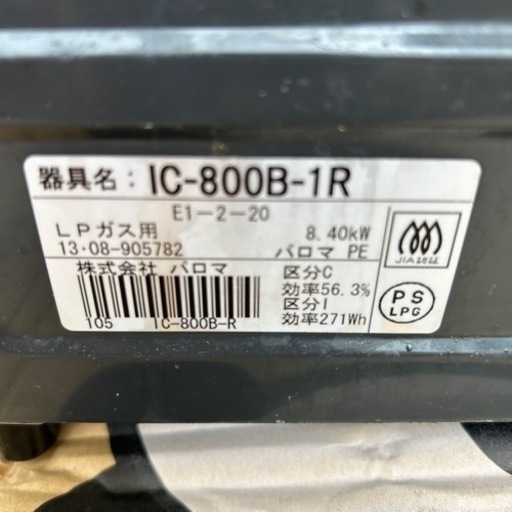 器具名：IC-800B-1R
E1-2-20
LPガス用 8.40kW
13·08-905782 パロマ PE
株式会社 パロマ 区分C
効率56.3%
区分I
105 IC-800B-R 効率271Wh
JIA認証
PS
LPG